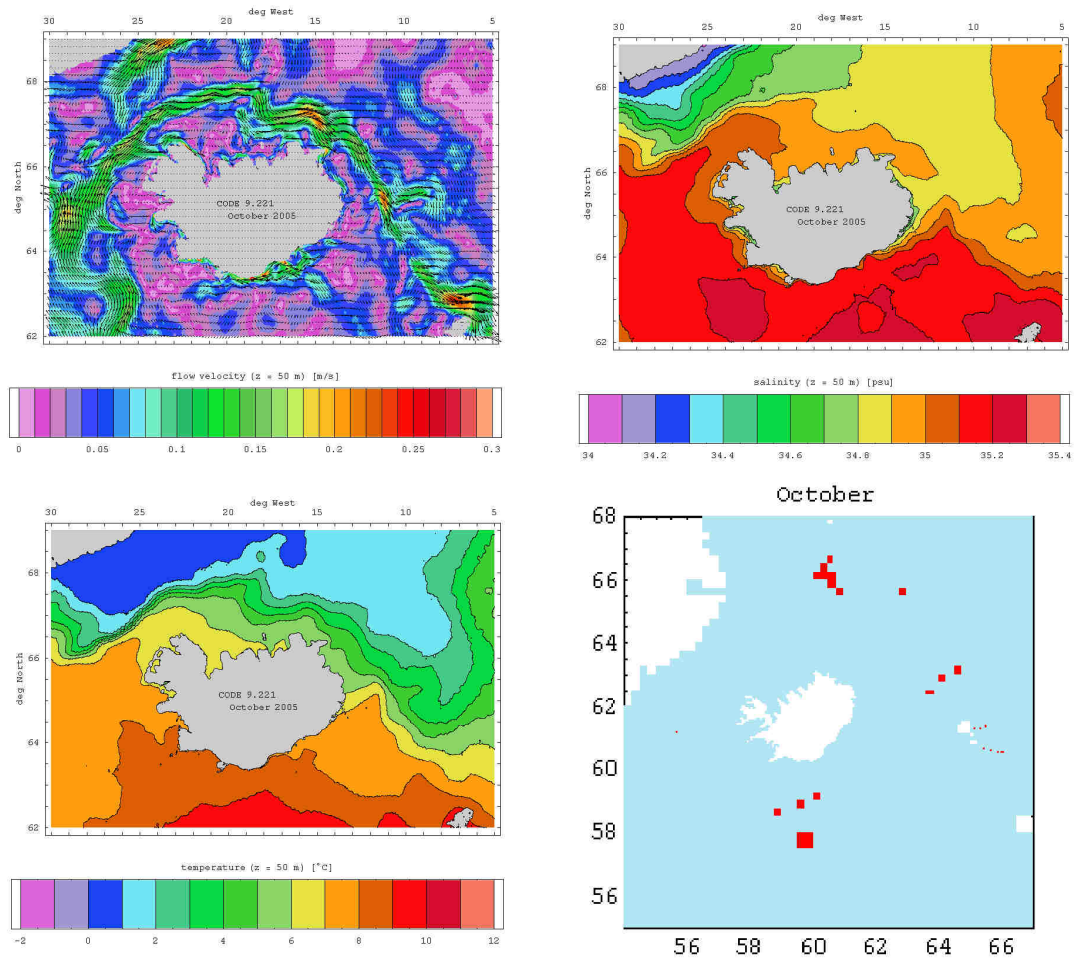 deg West
30 20 15 10 5
68
66
64
62
deg North
CODE 9.221
October 2005
flow velocity (z = 50 m) [m/s]
0 0.05 0.1 0.15 0.2 0.25 0.3
deg West
30 25 20 15 10 5
68
66
64
62
deg North
CODE 9.221
October 2005
salinity (z = 50 m) [psu]
34 34.2 34.4 34.6 34.8 35 35.2 35.4
deg West
30 25 20 15 10 5
68
66
64
62
deg North
CODE 9.221
October 2005
temperature (z = 50 m) [°C]
-2 0 2 4 6 8 10 12
October
68
66
64
62
60
58
56
56 58 60 62 64 66